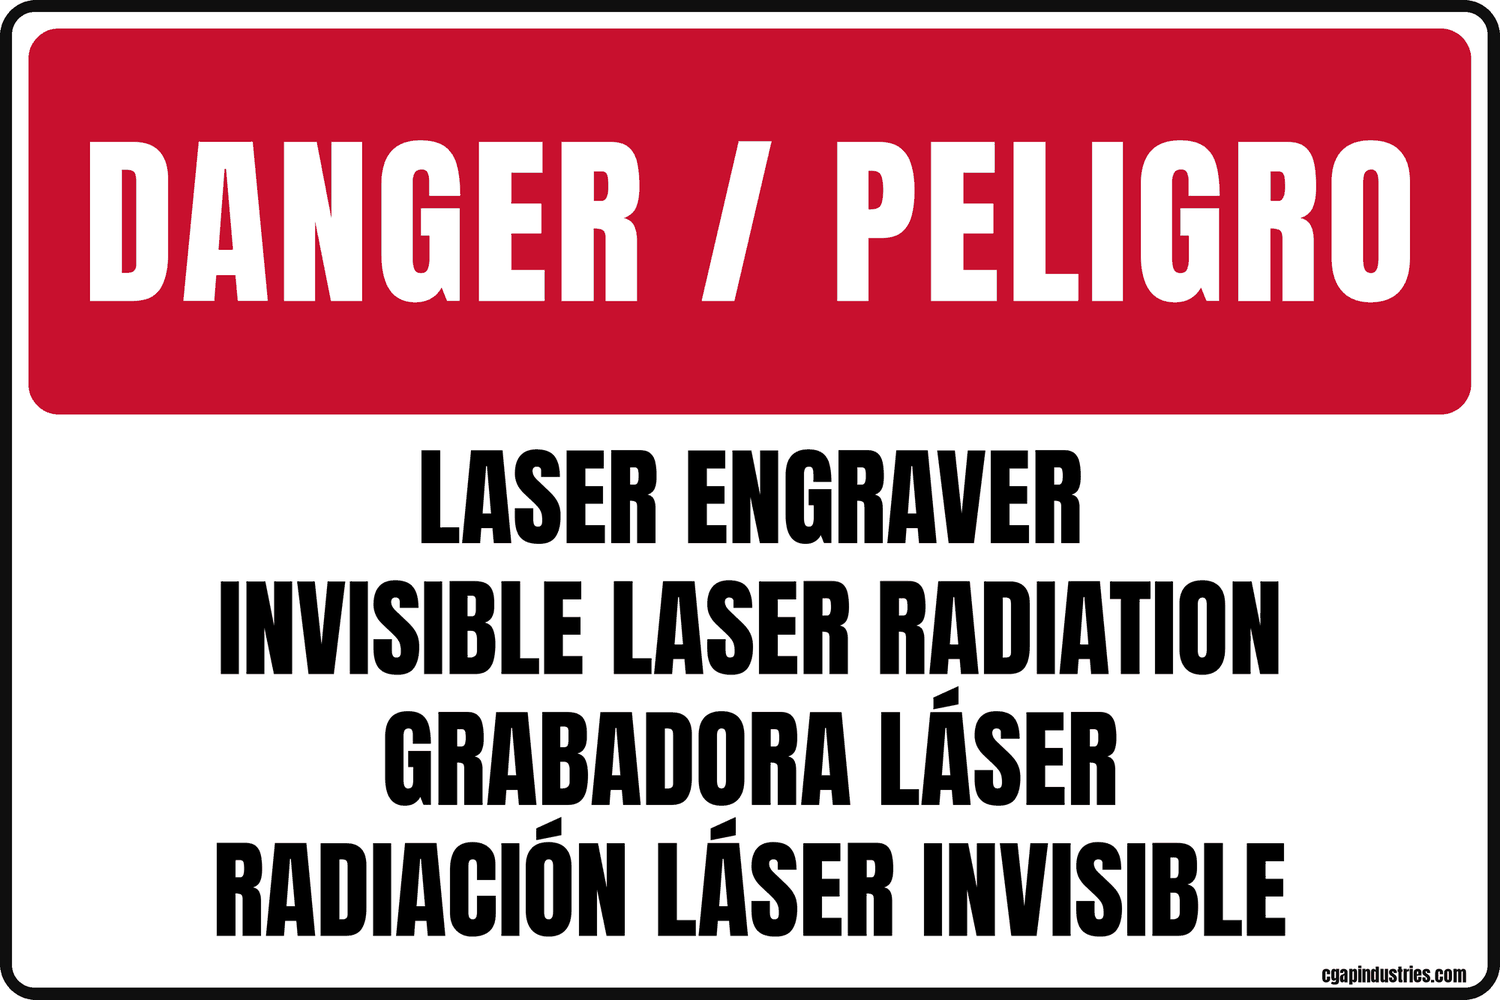 DANGER / PELIGRO
LASER ENGRAVER
INVISIBLE LASER RADIATION
GRABADORA LÁSER
RADIACIÓN LÁSER INVISIBLE
cgapindustries.com